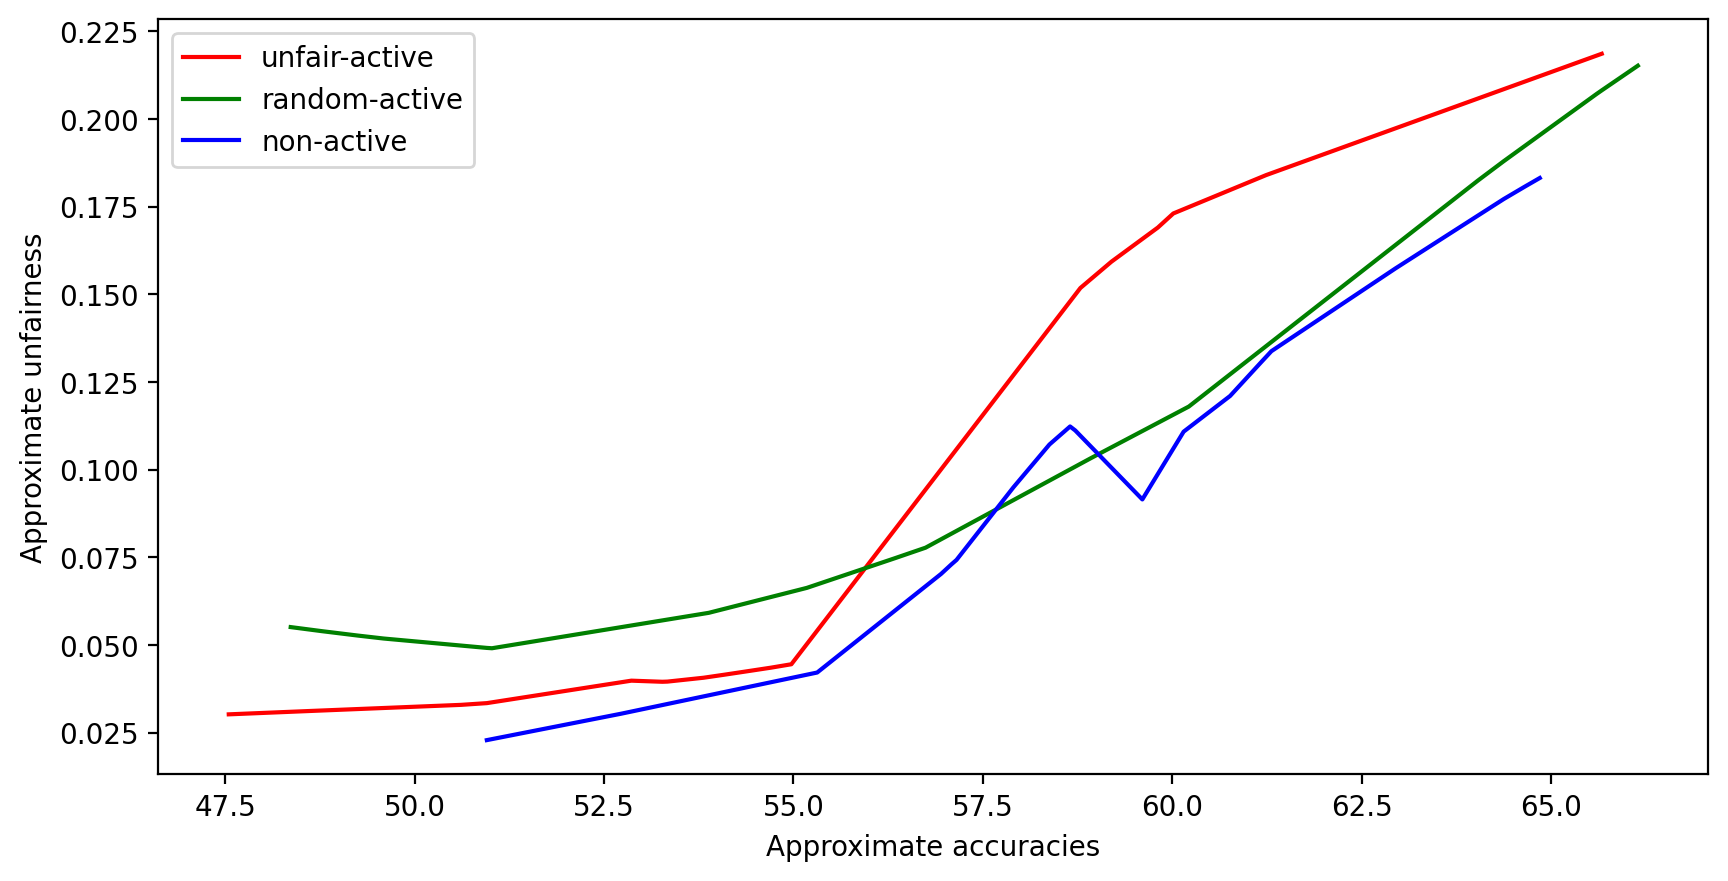 unfair-active
random-active
non-active
0.225
0.200
0.175
0.150
0.125
0.100
0.075
0.050
0.025
Approximate unfairness
47.5 50.0 52.5 55.0 57.5 60.0 62.5 65.0
Approximate accuracies